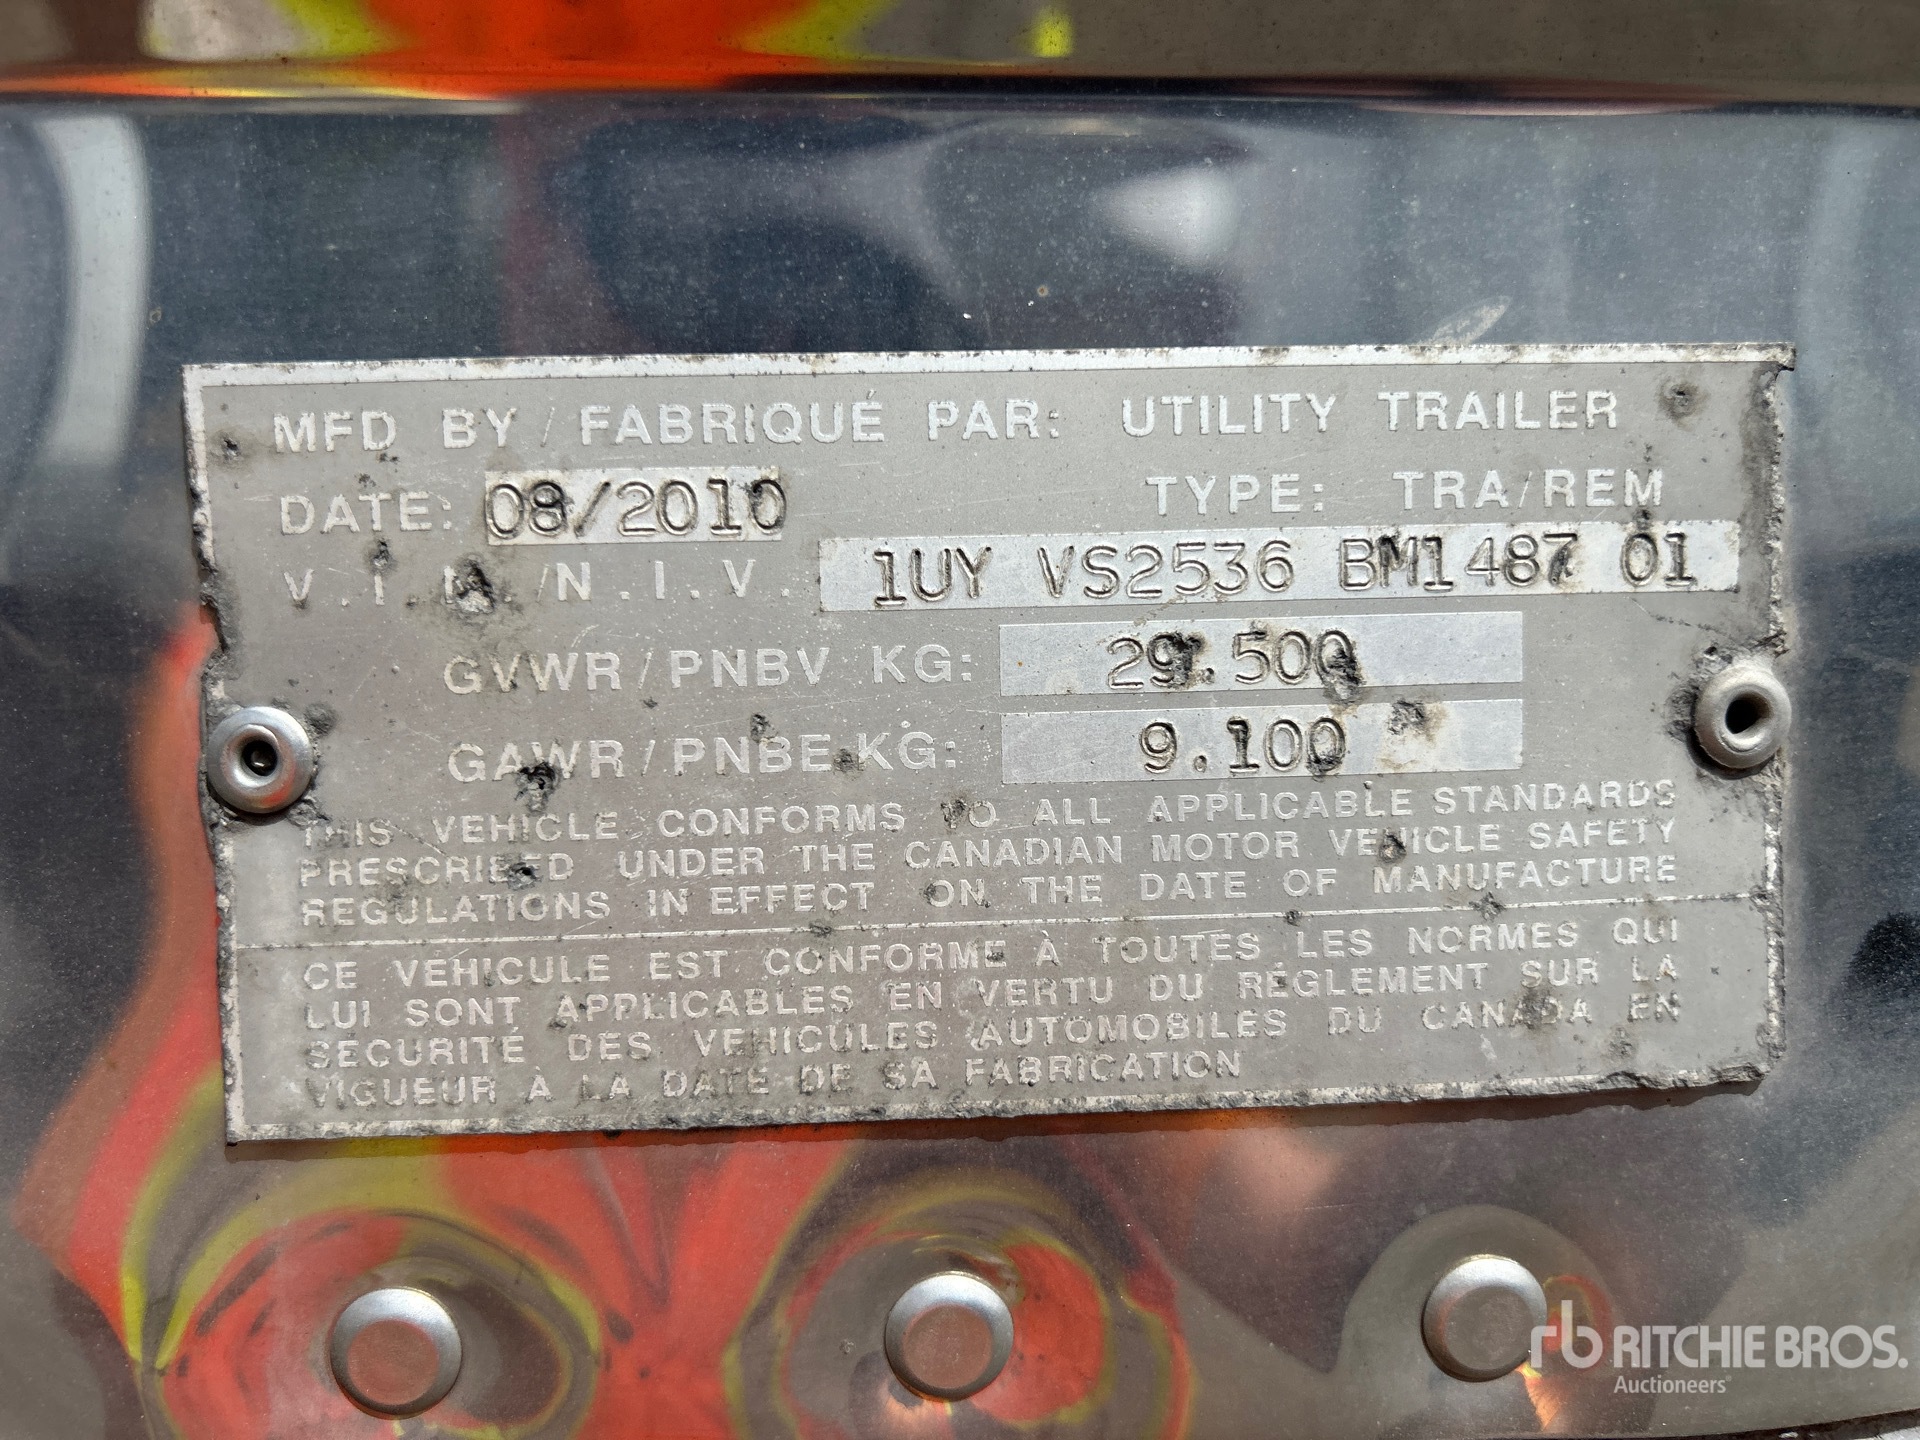 MFD BY / FABRIQUÉ PAR: UTILITY TRAILER
DATE: 08/2010 TYPE: TRA/REM
V.I.N./N.I.V. 1UY VS2536 BM1487 01
GVWR/PNBV KG: 29.500
GAWR/PNBE KG: 9.100
THIS VEHICLE CONFORMS TO ALL APPLICABLE STANDARDS
PRESCRIBED UNDER THE CANADIAN MOTOR VEHICLE SAFETY
REGULATIONS IN EFFECT ON THE DATE OF MANUFACTURE
CE VÉHICULE EST CONFORME À TOUTES LES NORMES QUI
LUI SONT APPLICABLES EN VERTU DU RÉGLEMENT SUR LA
SÉCURITÉ DES VÉHICULES AUTOMOBILES DU CANADA EN
VIGUEUR À LA DATE DE SA FABRICATION
rb RITCHIE BROS.
Auctioneers